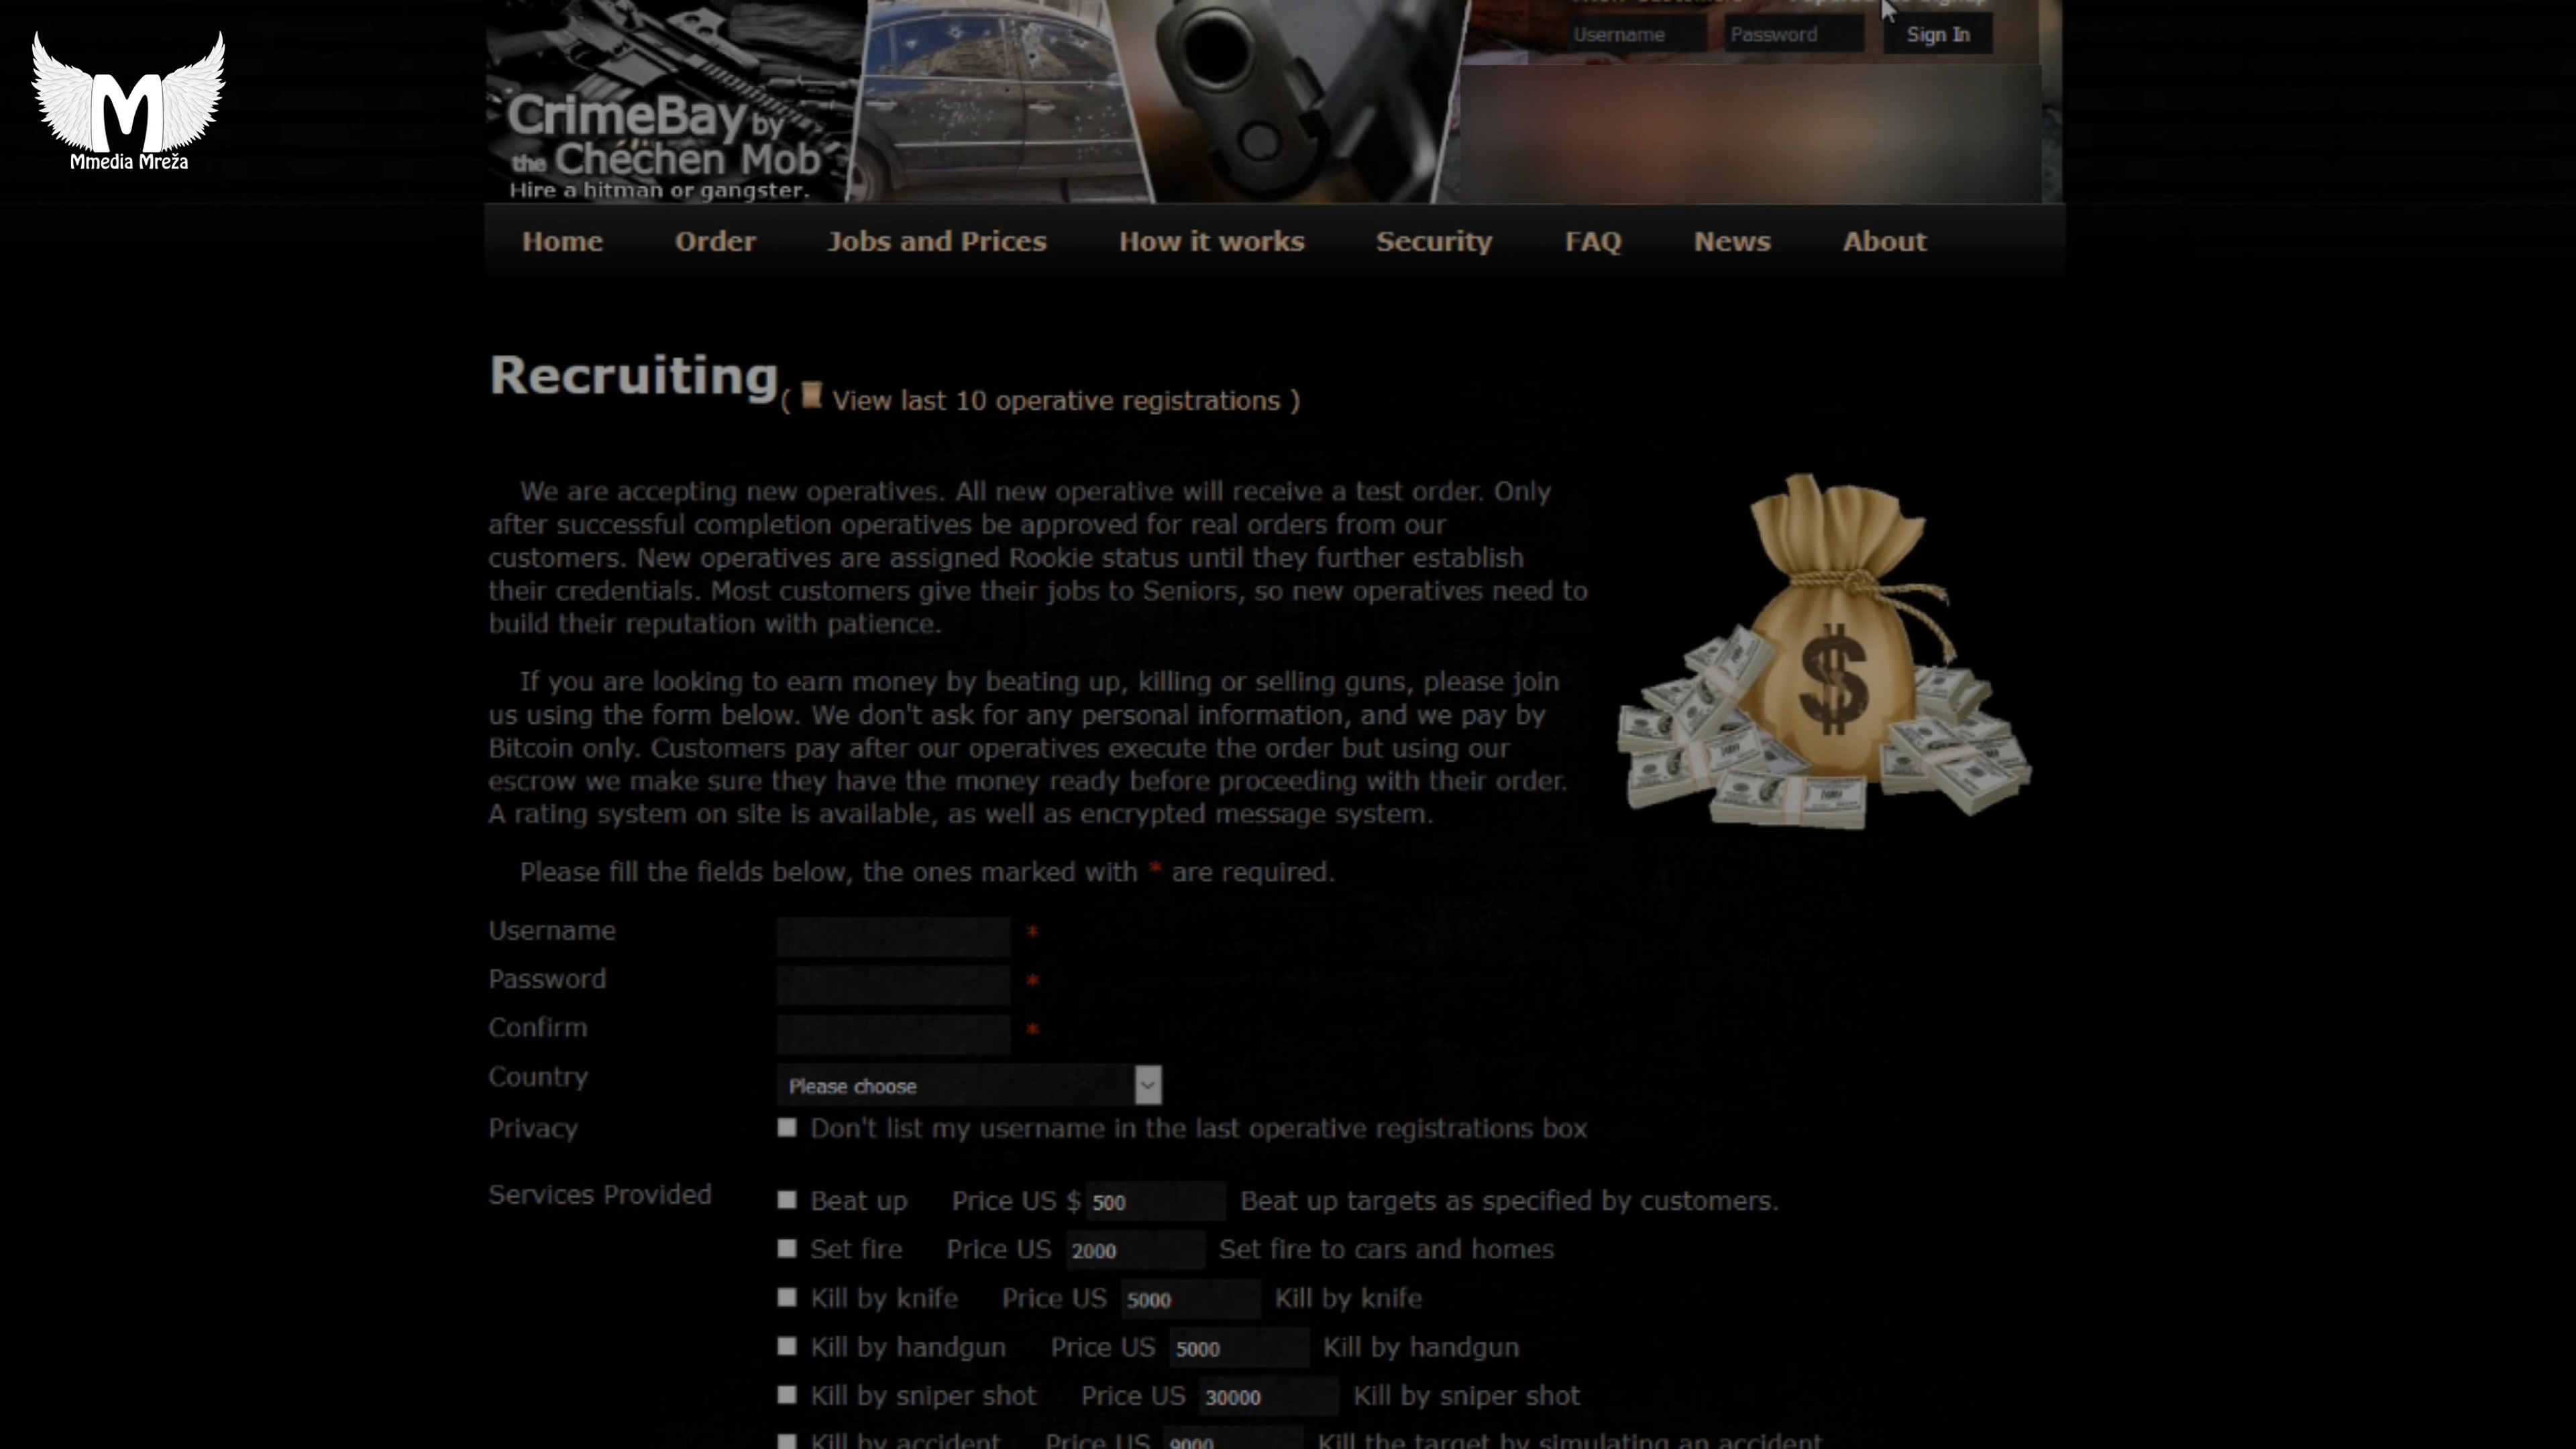 M
Mmedia Mreža
Username
Password
Sign In
CrimeBay by
the Chechen Mob
Hire a hitman or gangster.
Home
Order
Jobs and Prices
How it works
Security
FAQ
News
About
Recruiting ( View last 10 operative registrations )
We are accepting new operatives. All new operative will receive a test order. Only
after successful completion operatives be approved for real orders from our
customers. New operatives are assigned Rookie status until they further establish
their credentials. Most customers give their jobs to Seniors, so new operatives need to
build their reputation with patience.
If you are looking to earn money by beating up, killing or selling guns, please join
us using the form below. We don't ask for any personal information, and we pay by
Bitcoin only. Customers pay after our operatives execute the order but using our
escrow we make sure they have the money ready before proceeding with their order.
A rating system on site is available, as well as encrypted message system.
$
Please fill the fields below, the ones marked with * are required.
Username *
Password *
Confirm *
Country Please choose
Privacy Don't list my username in the last operative registrations box
Services Provided Beat up Price US $ 500 Beat up targets as specified by customers.
Set fire Price US 2000 Set fire to cars and homes
Kill by knife Price US 5000 Kill by knife
Kill by handgun Price US 5000 Kill by handgun
Kill by sniper shot Price US 30000 Kill by sniper shot
Kill by accident Price US 9000 Kill the target by simulating an accident